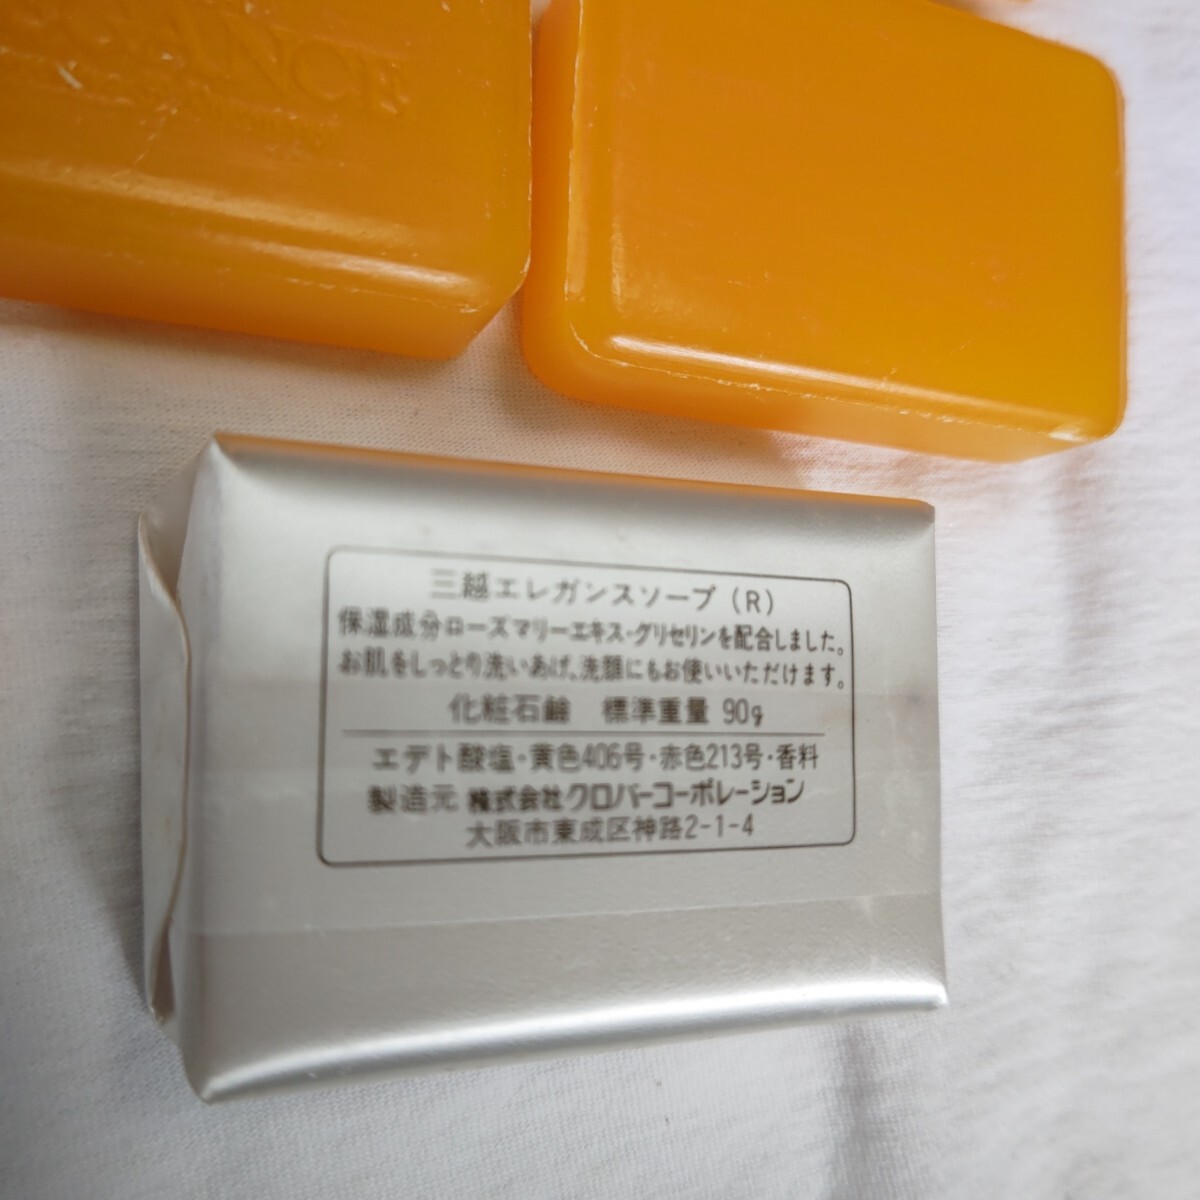 三越エレガンスソープ（R）
保湿成分ローズマリーエキス・グリセリンを配合しました。
お肌をしっとり洗いあげ、洗顔にもお使いいただけます。
化粧石鹸　標準重量 90g
エデト酸塩・黄色406号・赤色213号・香料
製造元 株式会社クロバーコーポレーション
大阪市東成区神路2-1-4